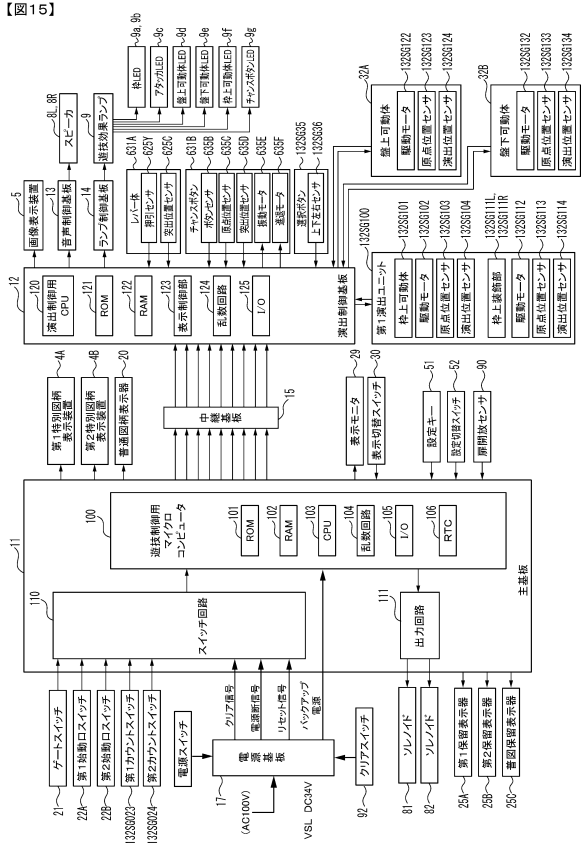 【図15】
9a, 9b
枠LED
9c
アタッカLED
9d
盤上可動体LED
9e
盤下可動体LED
9f
枠上可動体LED
9g
チャンスボタンLED
8L, 8R
スピーカ
9
遊技効果ランプ
5
画像表示装置
13
音声制御基板
14
ランプ制御基板
631A
レバー体
625Y
押引センサ
625C
突出位置センサ
631B
チャンスボタン
635B
ボタンセンサ
635C
原点位置センサ
635D
突出位置センサ
635E
振動モータ
635F
進退モータ
132SG35
選択ボタン
132SG36
上下左右センサ
32A
盤上可動体
132SG122
駆動モータ
132SG123
原点位置センサ
132SG124
演出位置センサ
32B
盤下可動体
132SG132
駆動モータ
132SG133
原点位置センサ
132SG134
演出位置センサ
132SG100
第1演出ユニット
132SG101
枠上可動体
132SG102
駆動モータ
132SG103
原点位置センサ
132SG104
演出位置センサ
132SG111L,
132SG111R
枠上装飾部
132SG112
駆動モータ
132SG113
原点位置センサ
132SG114
演出位置センサ
12
120
演出制御用
CPU
121
ROM
122
RAM
123
表示制御部
124
乱数回路
125
I/O
演出制御基板
4A
第1特別図柄
表示装置
4B
第2特別図柄
表示装置
20
普通図柄表示器
中継基板
15
29
表示モニタ
30
表示切替スイッチ
51
設定キー
52
設定切替スイッチ
90
扉開放センサ
11
100
遊技制御用
マイクロ
コンピュータ
101
ROM
102
RAM
103
CPU
104
乱数回路
105
I/O
106
RTC
主基板
110
スイッチ回路
111
出力回路
ゲートスイッチ
21
第1始動口スイッチ
22A
第2始動口スイッチ
22B
第1カウントスイッチ
132SG023
第2カウントスイッチ
132SG024
電源スイッチ
クリア信号
電源断信号
リセット信号
バックアップ
電源
電源基板
17
(AC100V)
VSL DC34V
クリアスイッチ
92
ソレノイド
81
ソレノイド
82
第1保留表示器
25A
第2保留表示器
25B
普図保留表示器
25C